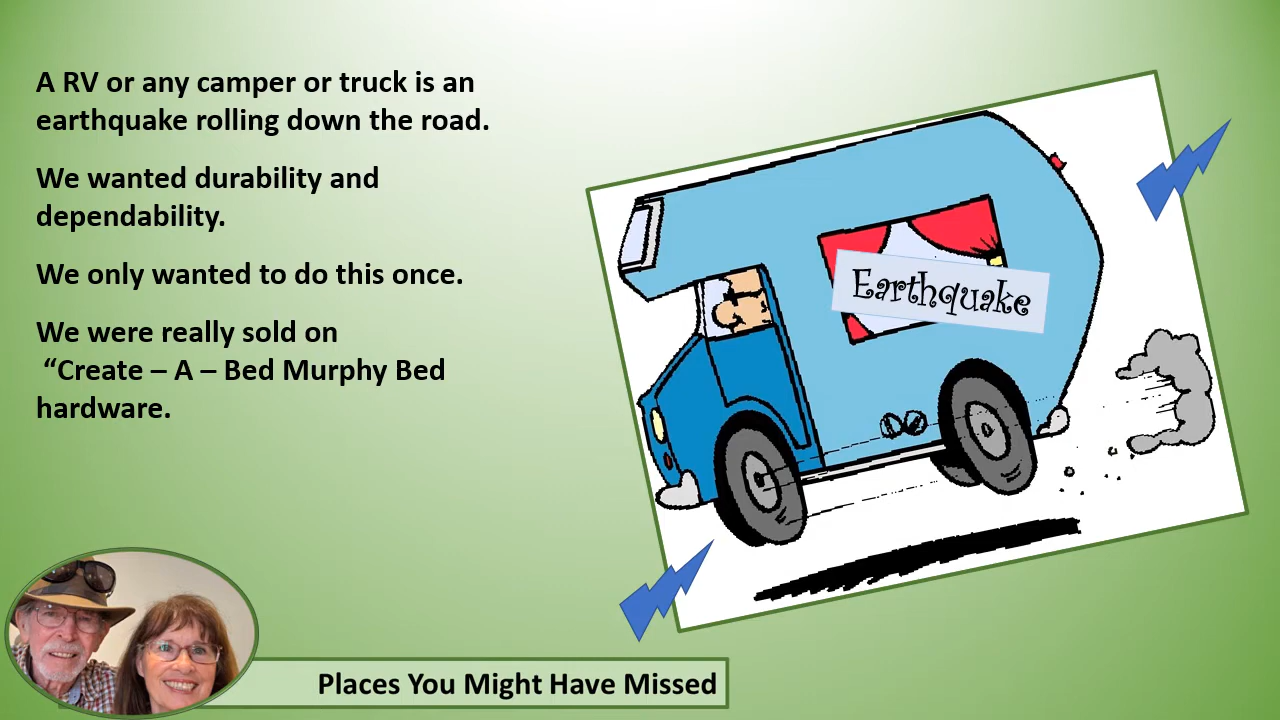 A RV or any camper or truck is an
earthquake rolling down the road.
We wanted durability and
dependability.
We only wanted to do this once.
We were really sold on
“Create – A – Bed Murphy Bed
hardware.
Earthquake
Places You Might Have Missed